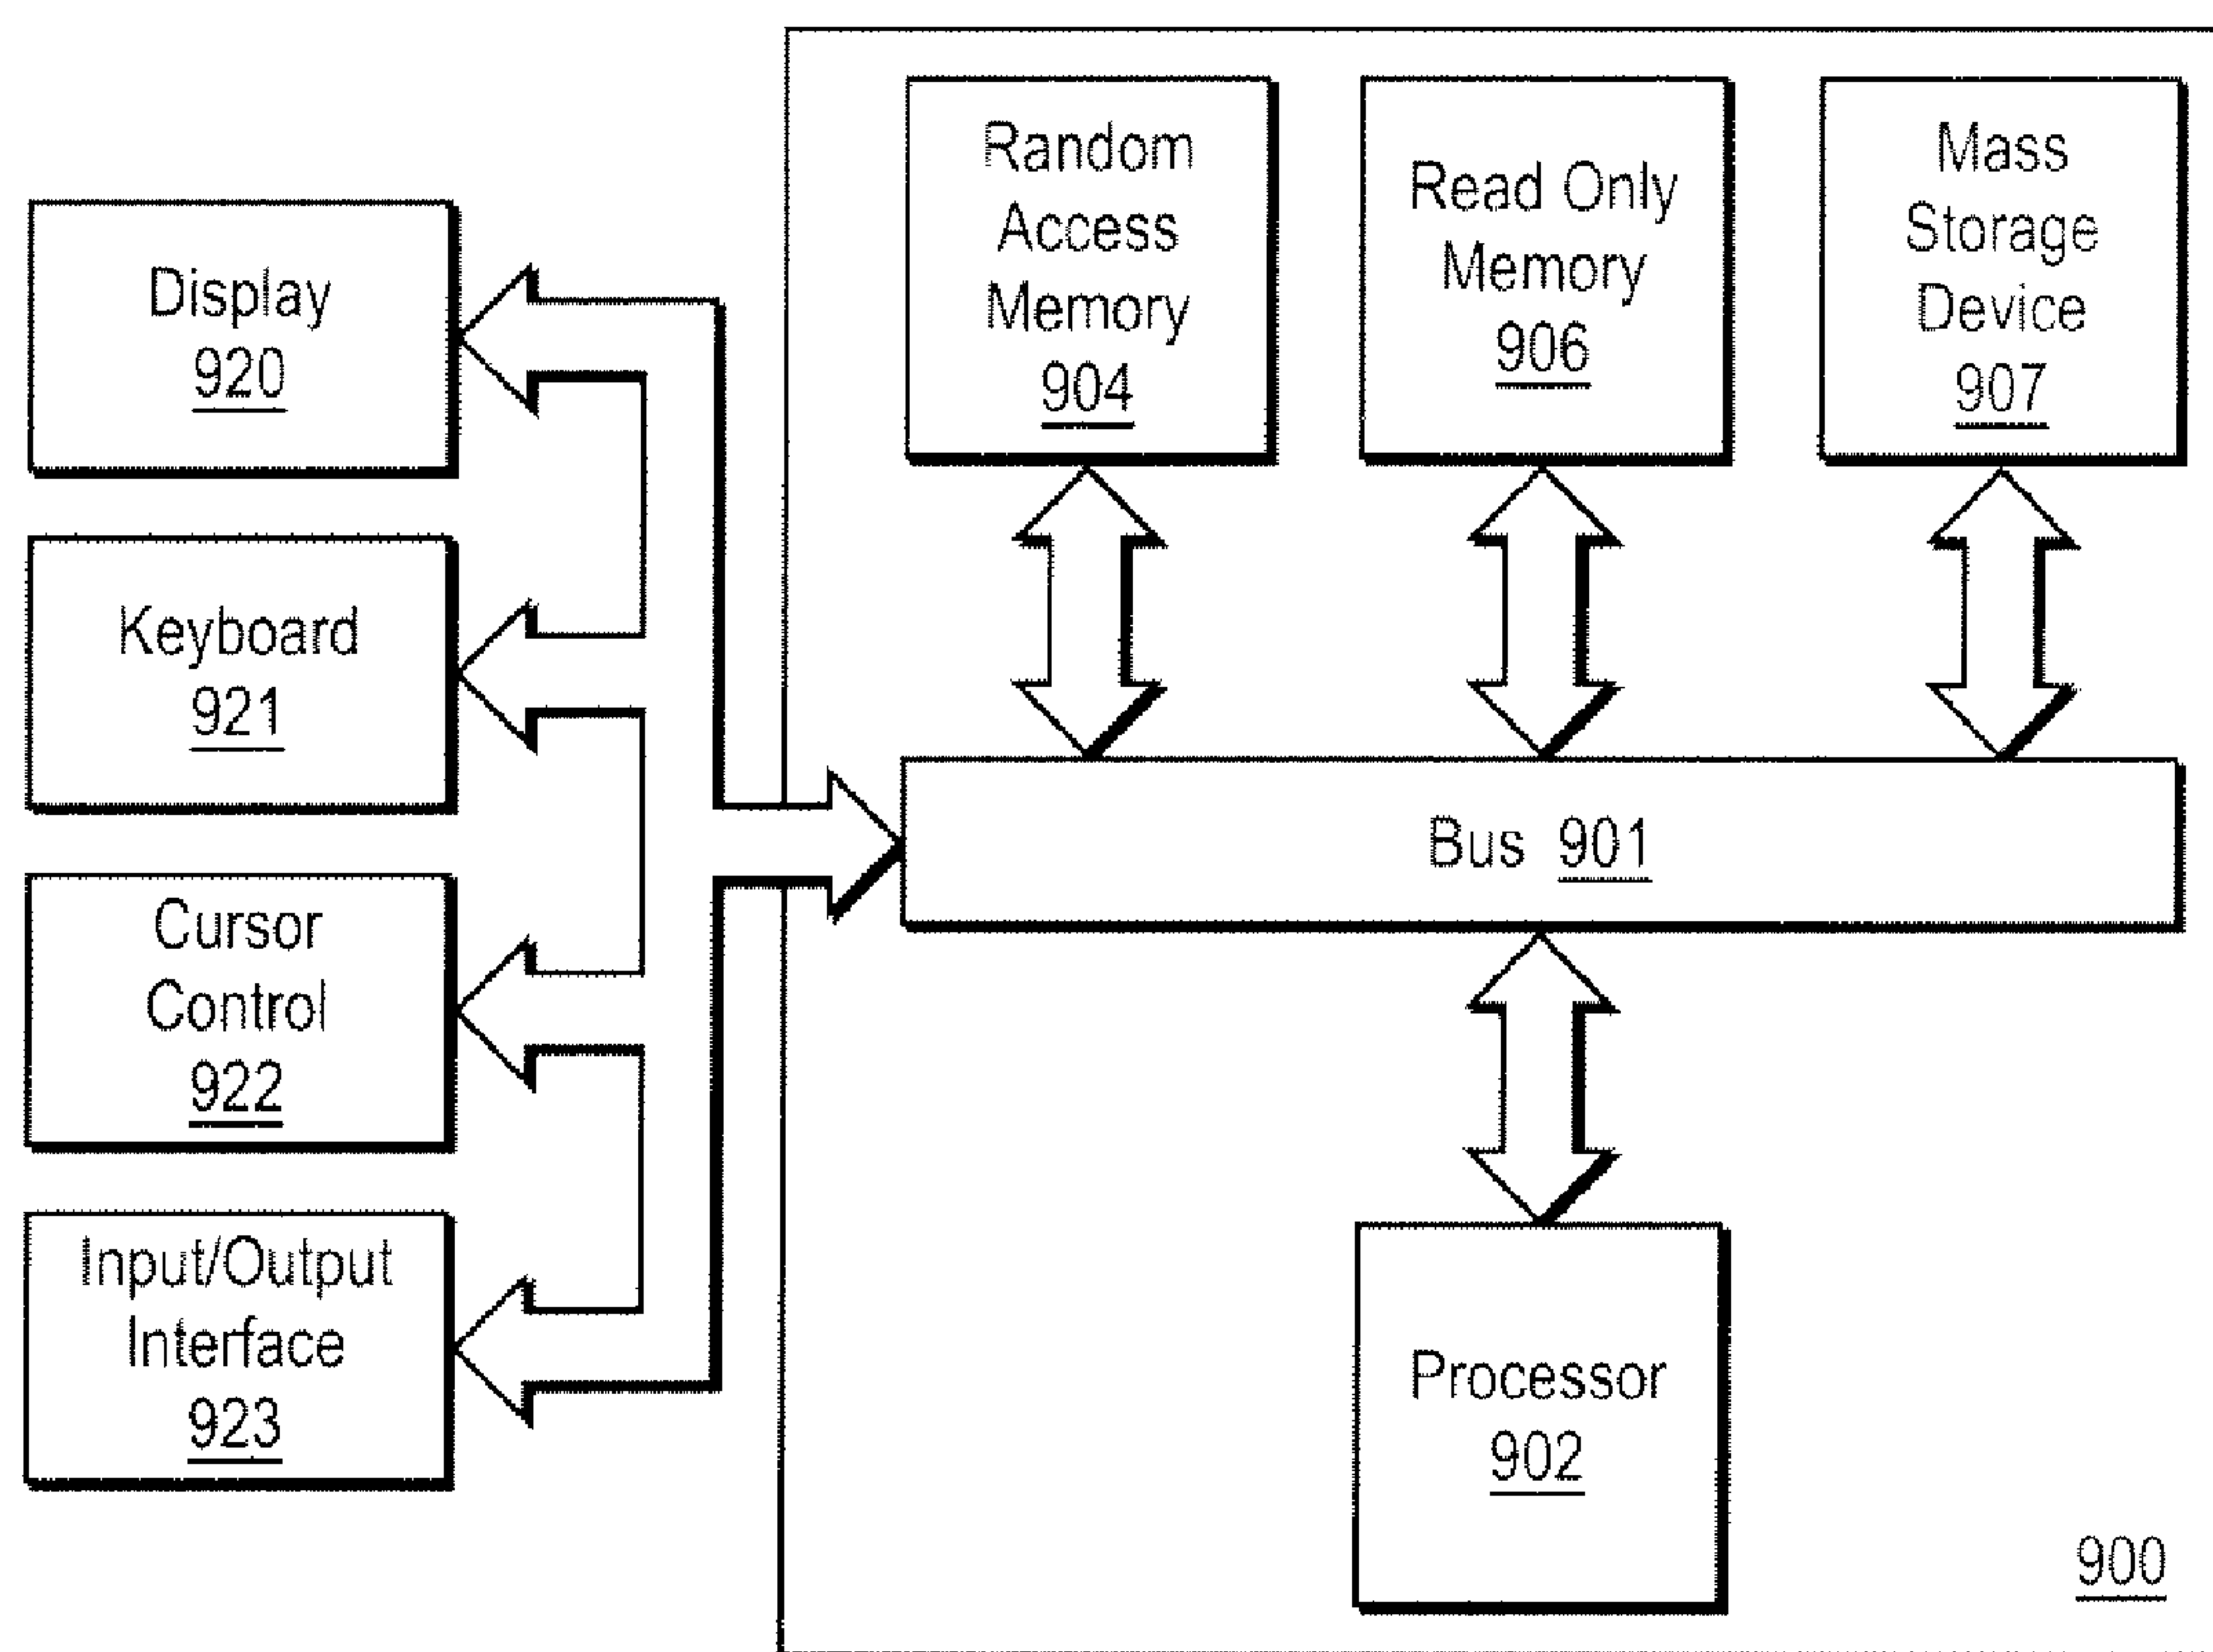 Display
920
Keyboard
921
Cursor
Control
922
Input/Output
Interface
923
Random
Access
Memory
904
Read Only
Memory
906
Mass
Storage
Device
907
Bus 901
Processor
902
900